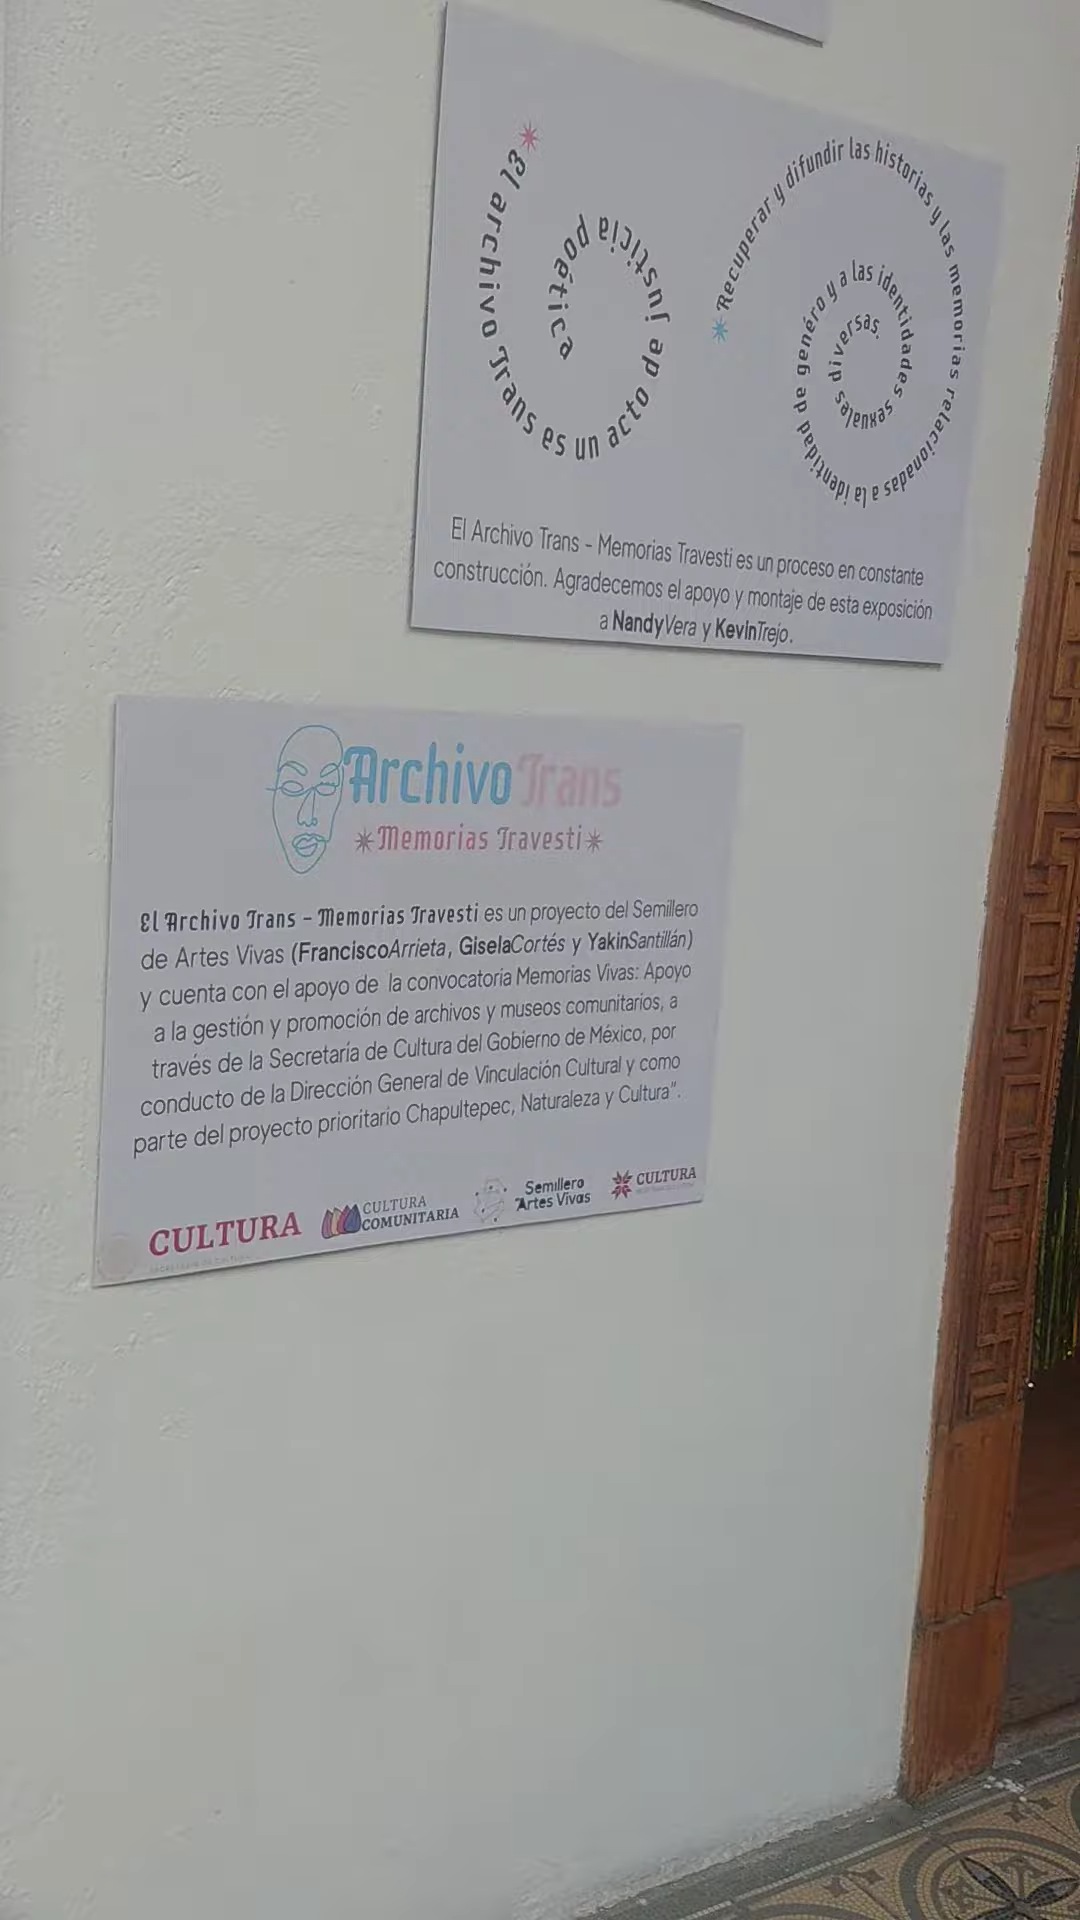 El archivo Trans es un acto de justicia poética
Recuperar y difundir las historias y las memorias relacionadas a la identidad de genéro y a las identidades sexuales diversas.
El Archivo Trans - Memorias Travesti es un proceso en constante
construcción. Agradecemos el apoyo y montaje de esta exposición
a NandyVera y KevinTrejo.
Archivo Trans
Memorias Travesti
El Archivo Trans - Memorias Travesti es un proyecto del Semillero
de Artes Vivas (FranciscoArrieta, GiselaCortés y YakinSantillán)
y cuenta con el apoyo de la convocatoria Memorias Vivas: Apoyo
a la gestión y promoción de archivos y museos comunitarios, a
través de la Secretaría de Cultura del Gobierno de México, por
conducto de la Dirección General de Vinculación Cultural y como
parte del proyecto prioritario Chapultepec, Naturaleza y Cultura".
CULTURA
CULTURA
COMUNITARIA
Semillero
Artes Vivas
CULTURA